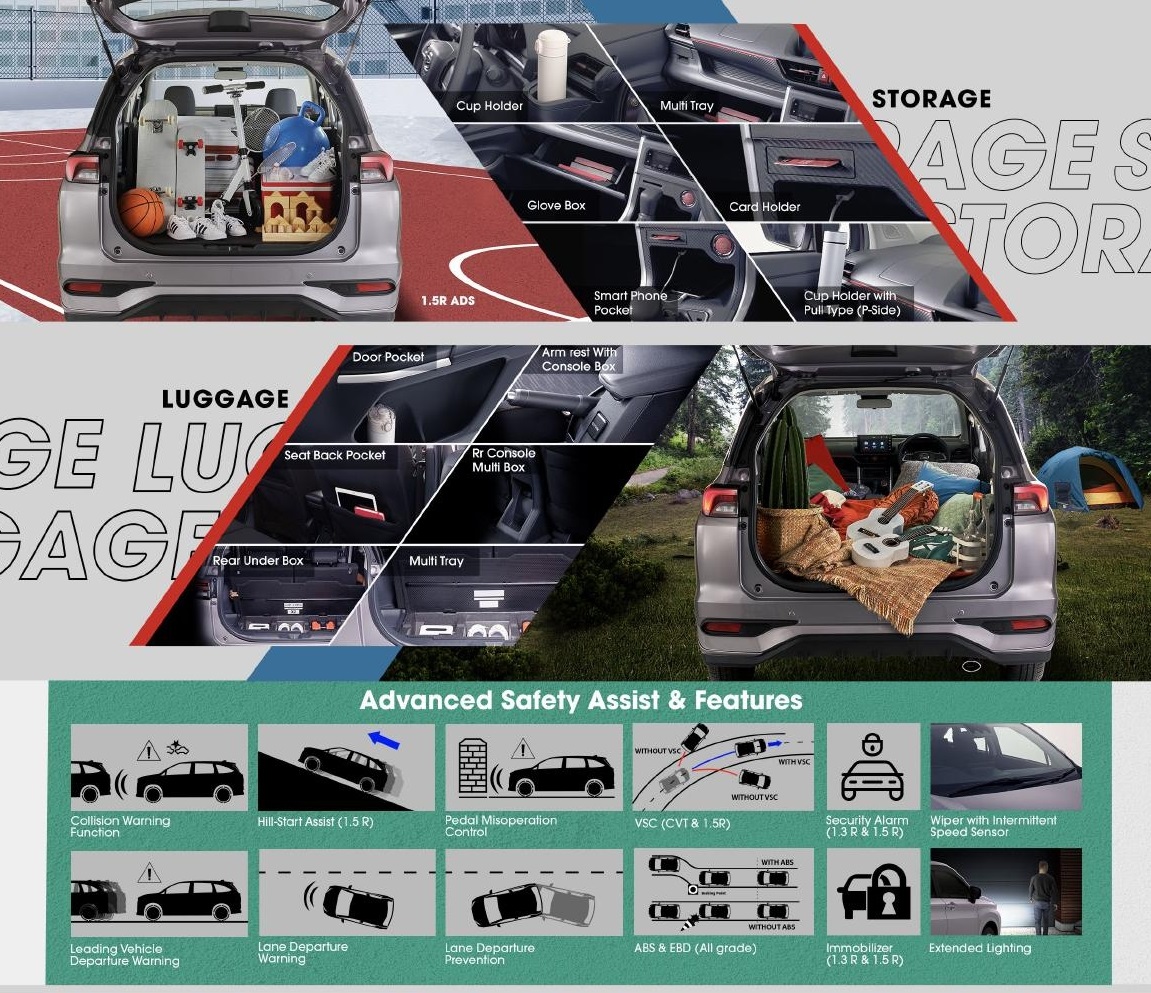 STORAGE
RAGE S
STORA
Cup Holder
Multi Tray
Glove Box
Card Holder
Smart Phone
Pocket
Cup Holder with
Pull Type (P-Side)
1.5R ADS
LUGGAGE
GE LUG
GAGE
Door Pocket
Arm rest With
Console Box
Seat Back Pocket
Rr Console
Multi Box
Rear Under Box
Multi Tray
Advanced Safety Assist & Features
WITHOUT VSC
WITH VSC
WITHOUT VSC
Collision Warning
Function
Hill-Start Assist (1.5 R)
Pedal Misoperation
Control
VSC (CVT & 1.5R)
Security Alarm
(1.3 R & 1.5 R)
Wiper with Intermittent
Speed Sensor
WITH ABS
Braking Point
WITHOUT ABS
Leading Vehicle
Departure Warning
Lane Departure
Warning
Lane Departure
Prevention
ABS & EBD (All grade)
Immobilizer
(1.3 R & 1.5 R)
Extended Lighting